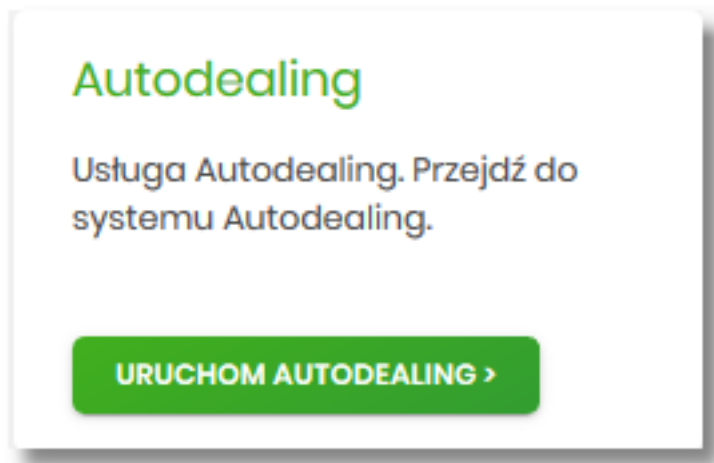 Autodealing
Usługa Autodealing. Przejdź do
systemu Autodealing.
URUCHOM AUTODEALING >